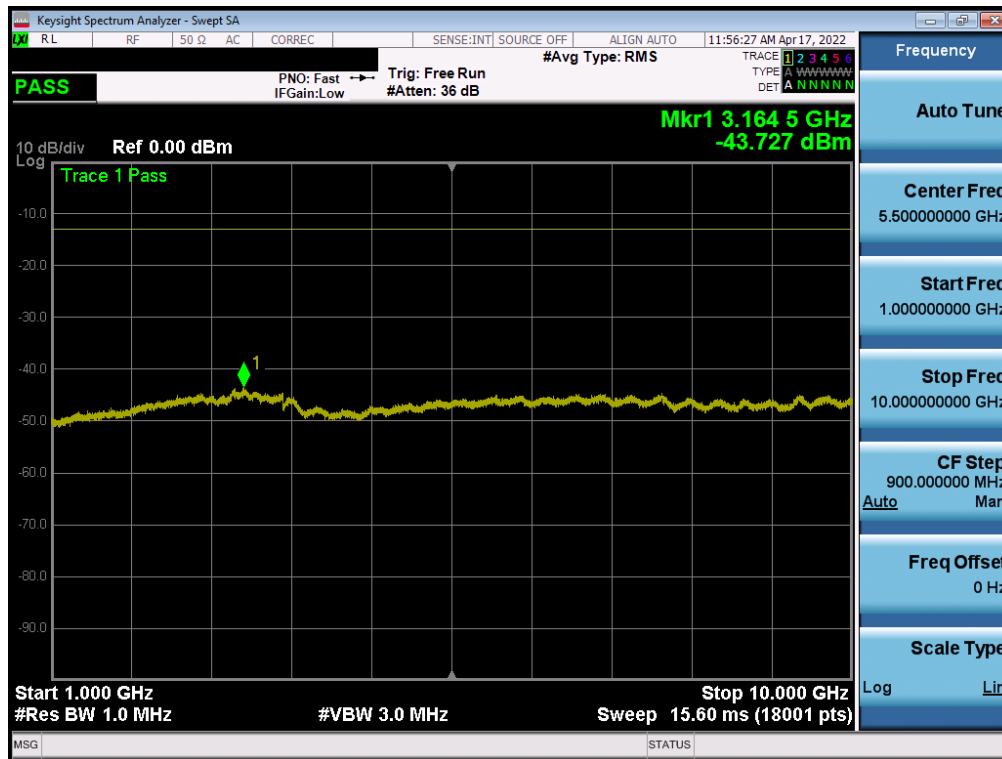 Keysight Spectrum Analyzer - Swept SA
LXI RL RF 50 Ω AC CORREC SENSE:INT SOURCE OFF ALIGN AUTO 11:56:27 AM Apr 17, 2022
#Avg Type: RMS
TRACE 1 2 3 4 5 6
PNO: Fast Trig: Free Run
TYPE A WWWWW
PASS
IFGain:Low #Atten: 36 dB
DET A N N N N N
Mkr1 3.164 5 GHz
-43.727 dBm
10 dB/div Ref 0.00 dBm
Log
Trace 1 Pass
-10.0
-20.0
-30.0
-40.0
1
-50.0
-60.0
-70.0
-80.0
-90.0
Start 1.000 GHz Stop 10.000 GHz
#Res BW 1.0 MHz #VBW 3.0 MHz Sweep 15.60 ms (18001 pts)
MSG STATUS
Frequency
Auto Tune
Center Freq
5.500000000 GHz
Start Freq
1.000000000 GHz
Stop Freq
10.000000000 GHz
CF Step
900.000000 MHz
Auto Man
Freq Offset
0 Hz
Scale Type
Log Lin